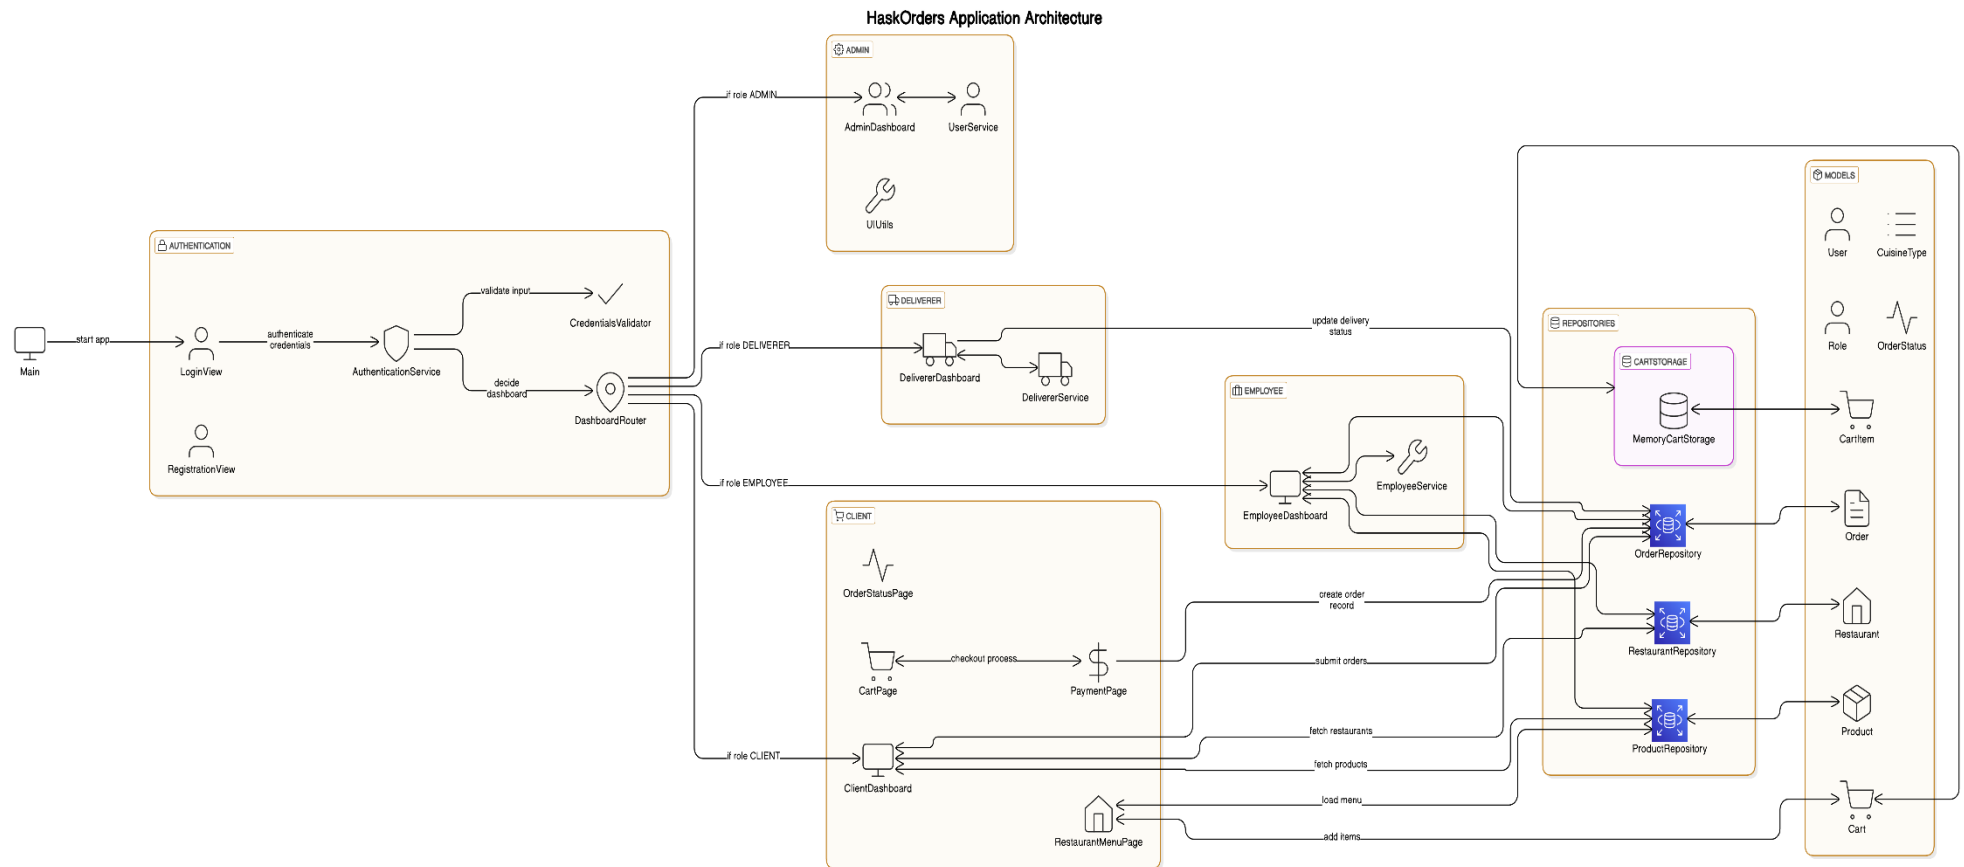 HaskOrders Application Architecture
ADMIN
if role ADMIN
AdminDashboard
UserService
UIUtils
AUTHENTICATION
validate input
CredentialsValidator
start app
authenticate
credentials
Main
LoginView
AuthenticationService
decide
dashboard
DashboardRouter
RegistrationView
DELIVERER
if role DELIVERER
DelivererDashboard
DelivererService
update delivery
status
EMPLOYEE
if role EMPLOYEE
EmployeeDashboard
EmployeeService
CLIENT
OrderStatusPage
CartPage
checkout process
PaymentPage
if role CLIENT
ClientDashboard
RestaurantMenuPage
create order
record
submit orders
fetch restaurants
fetch products
load menu
add items
REPOSITORIES
CARTSTORAGE
MemoryCartStorage
OrderRepository
RestaurantRepository
ProductRepository
MODELS
User
CuisineType
Role
OrderStatus
CartItem
Order
Restaurant
Product
Cart